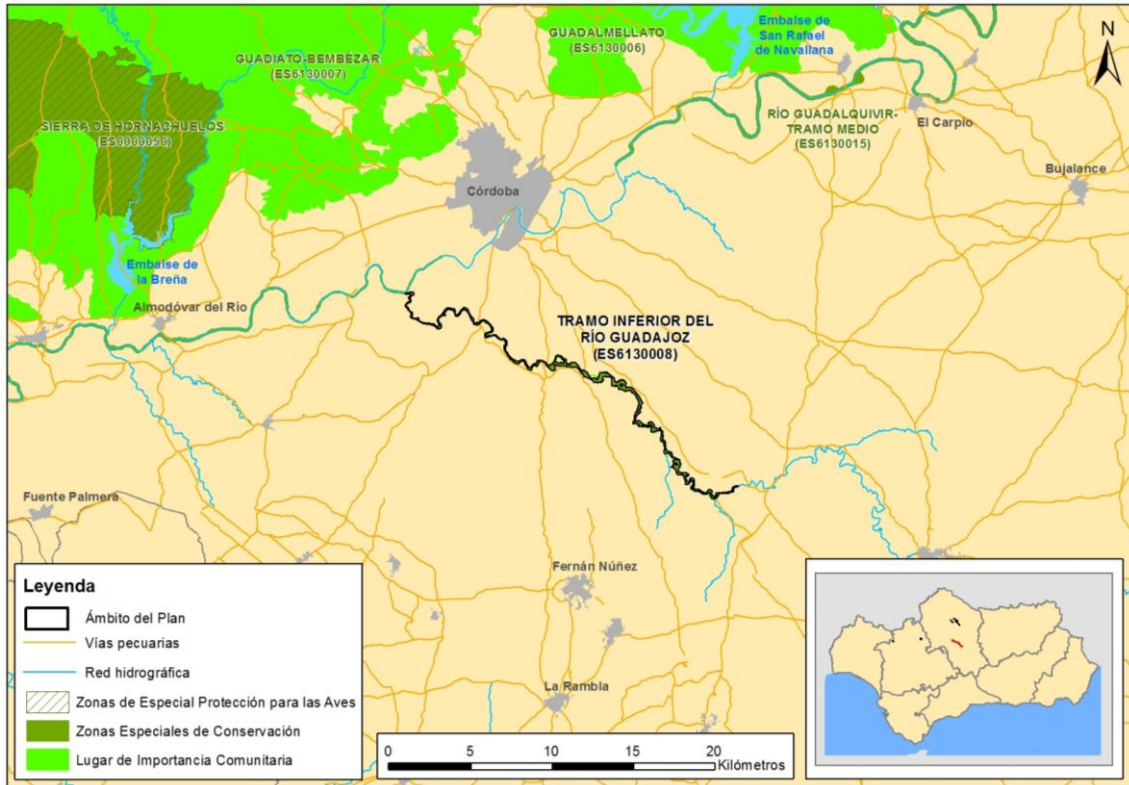 GUADIATO-BEMBÉZAR
(ES6130007)
GUADALMELLATO
(ES6130006)
Embalse de
San Rafael
de Navallana
N
SIERRA DE HORNACHUELOS
(ES0000050)
RÍO GUADALQUIVIR-
TRAMO MEDIO
(ES6130015)
El Carpio
Bujalance
Córdoba
Embalse de
la Breña
Almodóvar del Río
TRAMO INFERIOR DEL
RÍO GUADAJOZ
(ES6130008)
Fuente Palmera
Fernán Núñez
La Rambla
Leyenda
Ámbito del Plan
Vías pecuarias
Red hidrográfica
Zonas de Especial Protección para las Aves
Zonas Especiales de Conservación
Lugar de Importancia Comunitaria
0 5 10 15 20
Kilómetros